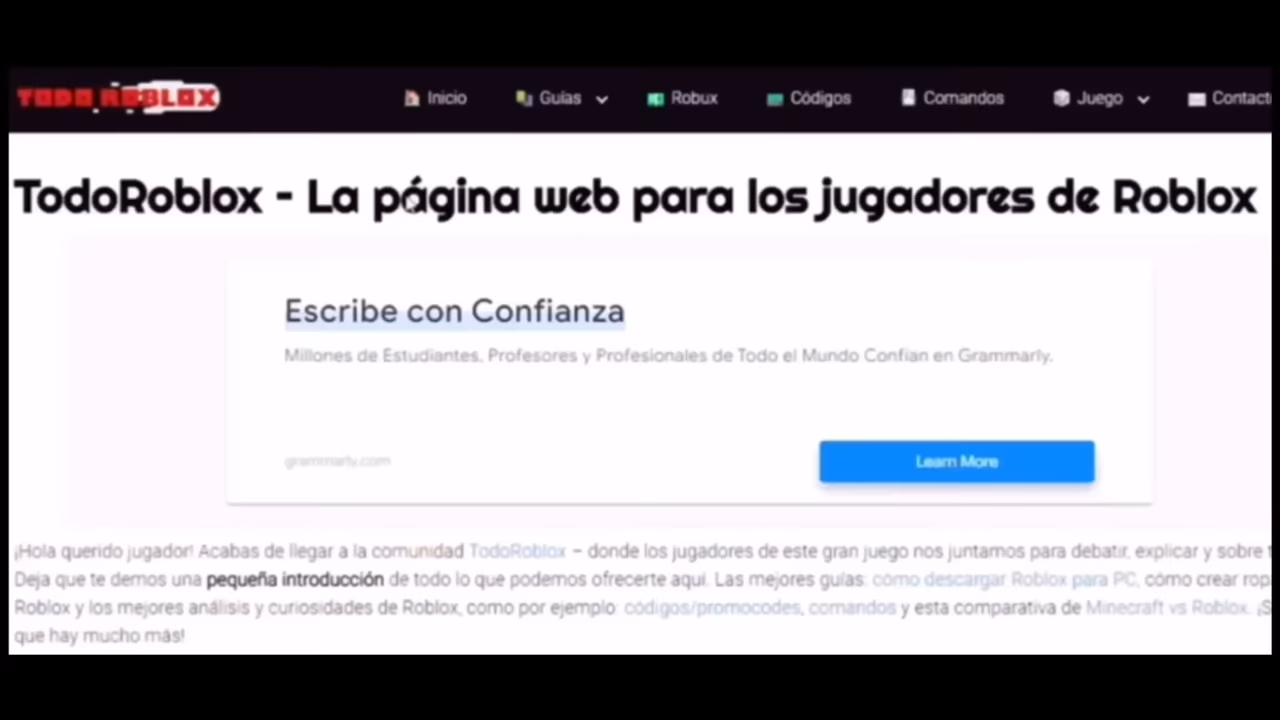 TODO ROBLOX
Inicio Guías Robux Códigos Comandos Juego Contact
TodoRoblox - La página web para los jugadores de Roblox
Escribe con Confianza
Millones de Estudiantes, Profesores y Profesionales de Todo el Mundo Confían en Grammarly.
grammarly.com
Learn More
¡Hola querido jugador! Acabas de llegar a la comunidad TodoRoblox – donde los jugadores de este gran juego nos juntamos para debatir, explicar y sobre
Deja que te demos una pequeña introducción de todo lo que podemos ofrecerte aquí. Las mejores guías: cómo descargar Roblox para PC, cómo crear rop
Roblox y los mejores análisis y curiosidades de Roblox, como por ejemplo: códigos/promocodes, comandos y esta comparativa de Minecraft vs Roblox.
que hay mucho más!